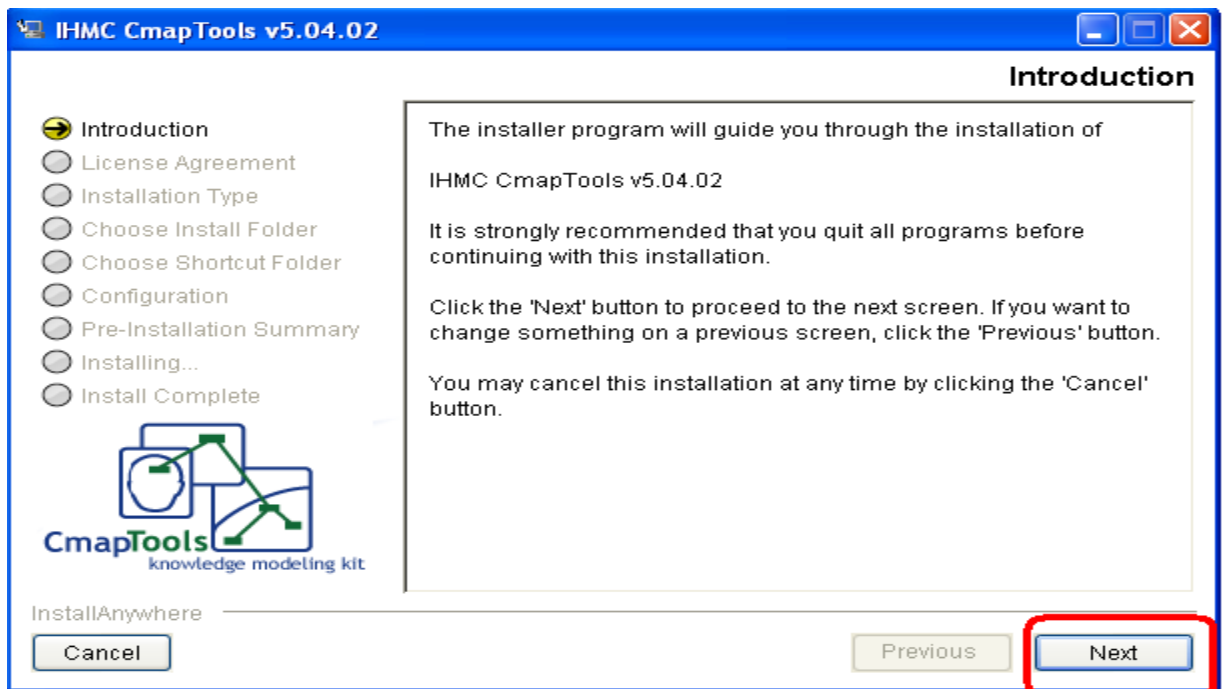 IHMC CmapTools v5.04.02
Introduction
Introduction
License Agreement
Installation Type
Choose Install Folder
Choose Shortcut Folder
Configuration
Pre-Installation Summary
Installing...
Install Complete
The installer program will guide you through the installation of
IHMC CmapTools v5.04.02
It is strongly recommended that you quit all programs before
continuing with this installation.
Click the 'Next' button to proceed to the next screen. If you want to
change something on a previous screen, click the 'Previous' button.
You may cancel this installation at any time by clicking the 'Cancel'
button.
CmapTools
knowledge modeling kit
InstallAnywhere
Cancel
Previous
Next